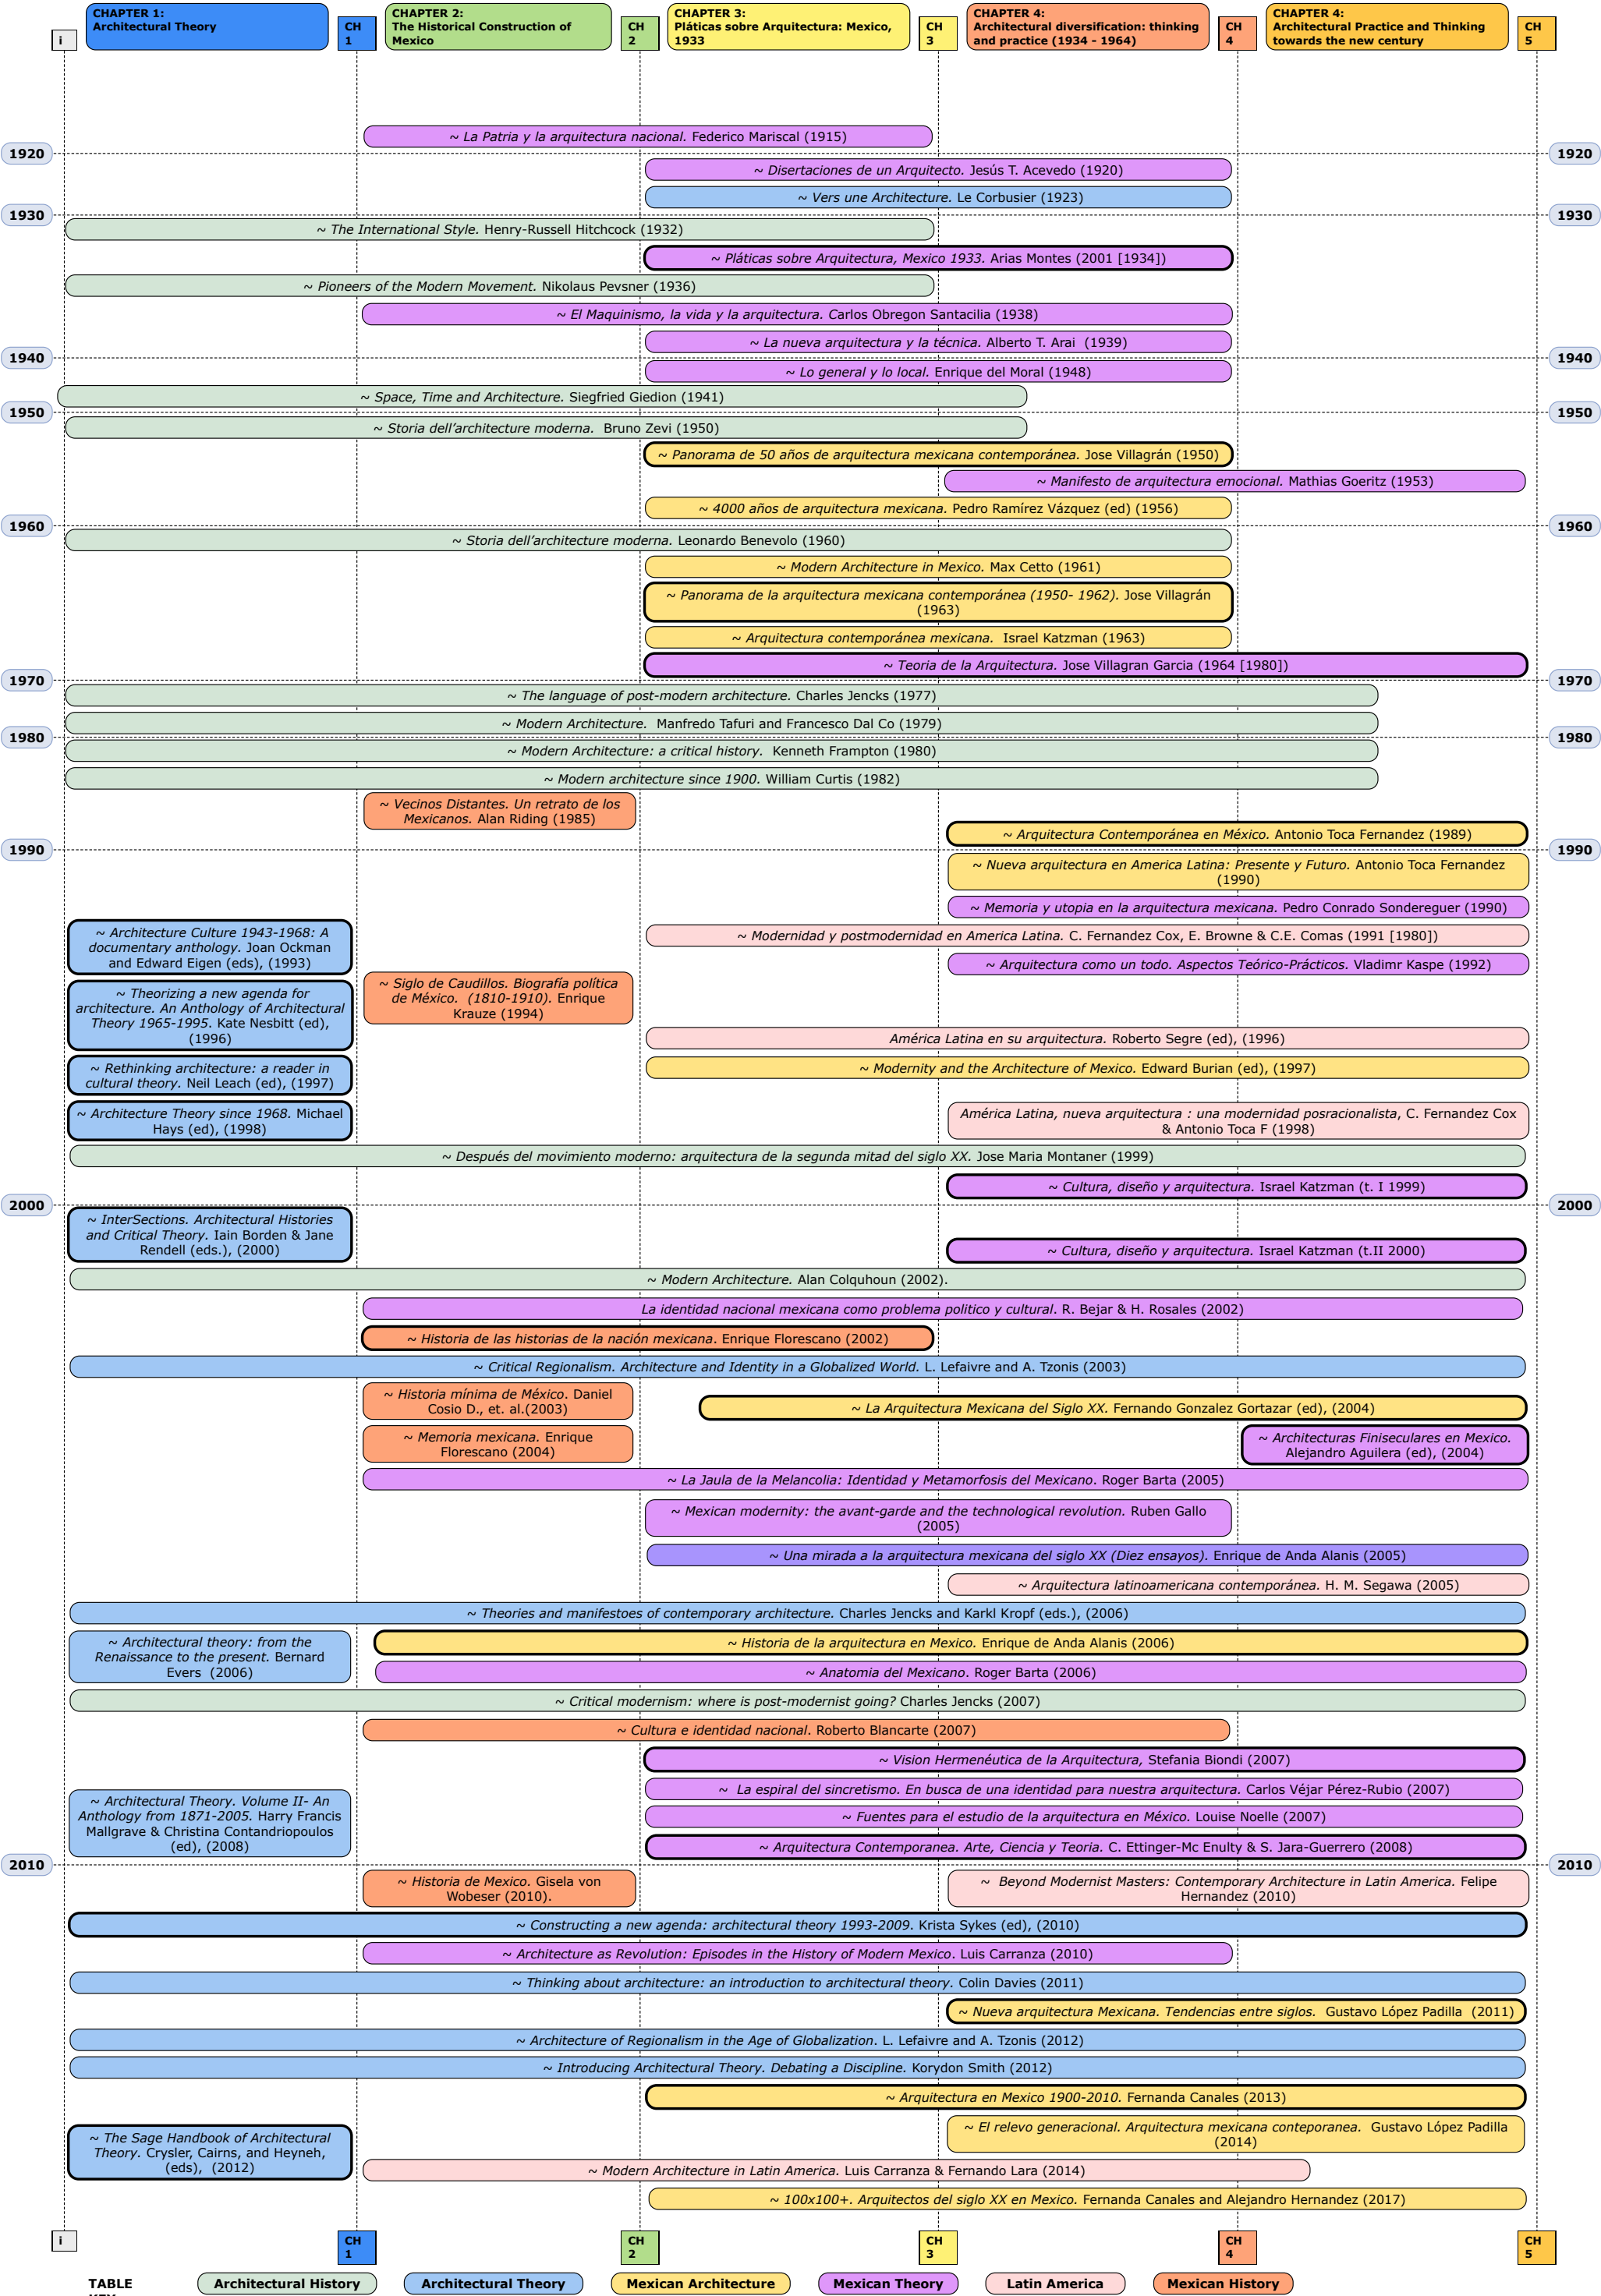 CHAPTER 1:
Architectural Theory
CHAPTER 2:
The Historical Construction of
Mexico
CHAPTER 3:
Pláticas sobre Arquitectura: Mexico,
1933
CHAPTER 4:
Architectural diversification: thinking
and practice (1934 - 1964)
CHAPTER 4:
Architectural Practice and Thinking
towards the new century
i
CH
1
CH
2
CH
3
CH
4
CH
5
~ La Patria y la arquitectura nacional. Federico Mariscal (1915)
1920
1920
~ Disertaciones de un Arquitecto. Jesús T. Acevedo (1920)
~ Vers une Architecture. Le Corbusier (1923)
1930
1930
~ The International Style. Henry-Russell Hitchcock (1932)
~ Pláticas sobre Arquitectura, Mexico 1933. Arias Montes (2001 [1934])
~ Pioneers of the Modern Movement. Nikolaus Pevsner (1936)
~ El Maquinismo, la vida y la arquitectura. Carlos Obregon Santacilia (1938)
~ La nueva arquitectura y la técnica. Alberto T. Arai (1939)
1940
1940
~ Lo general y lo local. Enrique del Moral (1948)
~ Space, Time and Architecture. Siegfried Giedion (1941)
1950
1950
~ Storia dell'architecture moderna. Bruno Zevi (1950)
~ Panorama de 50 años de arquitectura mexicana contemporánea. Jose Villagrán (1950)
~ Manifesto de arquitectura emocional. Mathias Goeritz (1953)
~ 4000 años de arquitectura mexicana. Pedro Ramírez Vázquez (ed) (1956)
1960
1960
~ Storia dell'architecture moderna. Leonardo Benevolo (1960)
~ Modern Architecture in Mexico. Max Cetto (1961)
~ Panorama de la arquitectura mexicana contemporánea (1950- 1962). Jose Villagrán
(1963)
~ Arquitectura contemporánea mexicana. Israel Katzman (1963)
~ Teoria de la Arquitectura. Jose Villagran Garcia (1964 [1980])
1970
1970
~ The language of post-modern architecture. Charles Jencks (1977)
~ Modern Architecture. Manfredo Tafuri and Francesco Dal Co (1979)
1980
1980
~ Modern Architecture: a critical history. Kenneth Frampton (1980)
~ Modern architecture since 1900. William Curtis (1982)
~ Vecinos Distantes. Un retrato de los
Mexicanos. Alan Riding (1985)
~ Arquitectura Contemporánea en México. Antonio Toca Fernandez (1989)
1990
1990
~ Nueva arquitectura en America Latina: Presente y Futuro. Antonio Toca Fernandez
(1990)
~ Memoria y utopia en la arquitectura mexicana. Pedro Conrado Sondereguer (1990)
~ Architecture Culture 1943-1968: A
documentary anthology. Joan Ockman
and Edward Eigen (eds), (1993)
~ Modernidad y postmodernidad en America Latina. C. Fernandez Cox, E. Browne & C.E. Comas (1991 [1980])
~ Arquitectura como un todo. Aspectos Teórico-Prácticos. Vladimr Kaspe (1992)
~ Siglo de Caudillos. Biografía política
de México. (1810-1910). Enrique
Krauze (1994)
~ Theorizing a new agenda for
architecture. An Anthology of Architectural
Theory 1965-1995. Kate Nesbitt (ed),
(1996)
América Latina en su arquitectura. Roberto Segre (ed), (1996)
~ Rethinking architecture: a reader in
cultural theory. Neil Leach (ed), (1997)
~ Modernity and the Architecture of Mexico. Edward Burian (ed), (1997)
~ Architecture Theory since 1968. Michael
Hays (ed), (1998)
América Latina, nueva arquitectura : una modernidad posracionalista, C. Fernandez Cox
& Antonio Toca F (1998)
~ Después del movimiento moderno: arquitectura de la segunda mitad del siglo XX. Jose Maria Montaner (1999)
~ Cultura, diseño y arquitectura. Israel Katzman (t. I 1999)
2000
2000
~ InterSections. Architectural Histories
and Critical Theory. Iain Borden & Jane
Rendell (eds.), (2000)
~ Cultura, diseño y arquitectura. Israel Katzman (t.II 2000)
~ Modern Architecture. Alan Colquhoun (2002).
La identidad nacional mexicana como problema politico y cultural. R. Bejar & H. Rosales (2002)
~ Historia de las historias de la nación mexicana. Enrique Florescano (2002)
~ Critical Regionalism. Architecture and Identity in a Globalized World. L. Lefaivre and A. Tzonis (2003)
~ Historia mínima de México. Daniel
Cosio D., et. al.(2003)
~ La Arquitectura Mexicana del Siglo XX. Fernando Gonzalez Gortazar (ed), (2004)
~ Memoria mexicana. Enrique
Florescano (2004)
~ Architecturas Finiseculares en Mexico.
Alejandro Aguilera (ed), (2004)
~ La Jaula de la Melancolia: Identidad y Metamorfosis del Mexicano. Roger Barta (2005)
~ Mexican modernity: the avant-garde and the technological revolution. Ruben Gallo
(2005)
~ Una mirada a la arquitectura mexicana del siglo XX (Diez ensayos). Enrique de Anda Alanis (2005)
~ Arquitectura latinoamericana contemporánea. H. M. Segawa (2005)
~ Theories and manifestoes of contemporary architecture. Charles Jencks and Karkl Kropf (eds.), (2006)
~ Architectural theory: from the
Renaissance to the present. Bernard
Evers (2006)
~ Historia de la arquitectura en Mexico. Enrique de Anda Alanis (2006)
~ Anatomia del Mexicano. Roger Barta (2006)
~ Critical modernism: where is post-modernist going? Charles Jencks (2007)
~ Cultura e identidad nacional. Roberto Blancarte (2007)
~ Vision Hermenéutica de la Arquitectura, Stefania Biondi (2007)
~ La espiral del sincretismo. En busca de una identidad para nuestra arquitectura. Carlos Véjar Pérez-Rubio (2007)
~ Architectural Theory. Volume II- An
Anthology from 1871-2005. Harry Francis
Mallgrave & Christina Contandriopoulos
(ed), (2008)
~ Fuentes para el estudio de la arquitectura en México. Louise Noelle (2007)
~ Arquitectura Contemporanea. Arte, Ciencia y Teoria. C. Ettinger-Mc Enulty & S. Jara-Guerrero (2008)
2010
2010
~ Historia de Mexico. Gisela von
Wobeser (2010).
~ Beyond Modernist Masters: Contemporary Architecture in Latin America. Felipe
Hernandez (2010)
~ Constructing a new agenda: architectural theory 1993-2009. Krista Sykes (ed), (2010)
~ Architecture as Revolution: Episodes in the History of Modern Mexico. Luis Carranza (2010)
~ Thinking about architecture: an introduction to architectural theory. Colin Davies (2011)
~ Nueva arquitectura Mexicana. Tendencias entre siglos. Gustavo López Padilla (2011)
~ Architecture of Regionalism in the Age of Globalization. L. Lefaivre and A. Tzonis (2012)
~ Introducing Architectural Theory. Debating a Discipline. Korydon Smith (2012)
~ Arquitectura en Mexico 1900-2010. Fernanda Canales (2013)
~ El relevo generacional. Arquitectura mexicana conteporanea. Gustavo López Padilla
(2014)
~ The Sage Handbook of Architectural
Theory. Crysler, Cairns, and Heyneh,
(eds), (2012)
~ Modern Architecture in Latin America. Luis Carranza & Fernando Lara (2014)
~ 100x100+. Arquitectos del siglo XX en Mexico. Fernanda Canales and Alejandro Hernandez (2017)
i
CH
1
CH
2
CH
3
CH
4
CH
5
TABLE
Architectural History
Architectural Theory
Mexican Architecture
Mexican Theory
Latin America
Mexican History